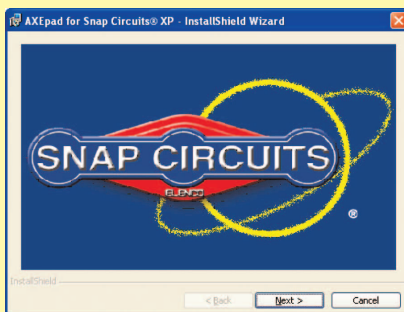 AXEpad for Snap Circuits® XP - InstallShield Wizard
SNAP CIRCUITS
ELENCO
®
InstallShield
< Back
Next >
Cancel